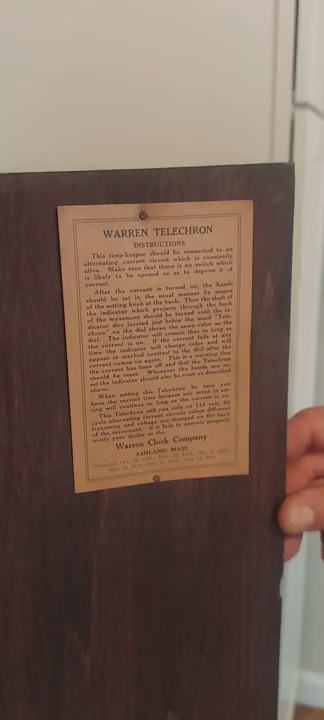 WARREN TELECHRON
INSTRUCTIONS
This time-keeper should be connected to an
alternating current circuit which is constantly
alive. Make sure that there is no switch which
is likely to be opened so as to deprive it of
current.
After the current is turned on, the hands
should be set in the usual manner by means
of the setting knob at the back. Then the shaft of
the indicator which projects through the back
of the movement should be turned until the in-
dicator disc located just below the word "Tele-
chron" on the dial shows the same color as the
dial. The indicator will remain thus as long as
the current is on. If the current fails at any
time the indicator will change color and will
appear in marked contrast to the dial after the
current comes on again. This is a warning that
the current has been off and that the Telechron
should be reset. Whenever the hands are re-
set the indicator should also be reset as described
above.
When setting this Telechron be sure you
have the correct time because any error in set-
ting will continue so long as the current is on.
This Telechron will run only on 110 volt, 60
cycle alternating current circuits unless different
frequency and voltage are stamped on the back
of the movement. If it fails to operate properly
notify your dealer or the
Warren Clock Company
ASHLAND, MASS.